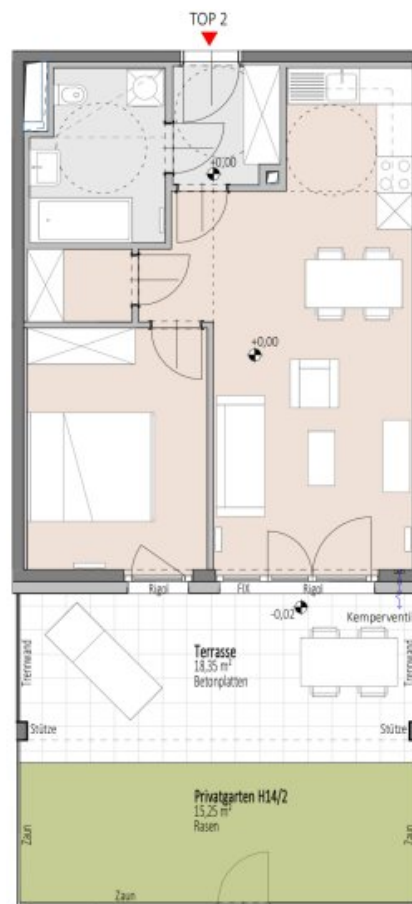 TOP 2
+0,00
+0,00
Rigol
FIX
Rigol
-0,02
Kemperventil
Trennwand
Terrasse
18,35 m²
Betonplatten
Trennwand
Stütze
Stütze
Privatgarten H14/2
15,25 m²
Rasen
Zaun
Zaun
Zaun